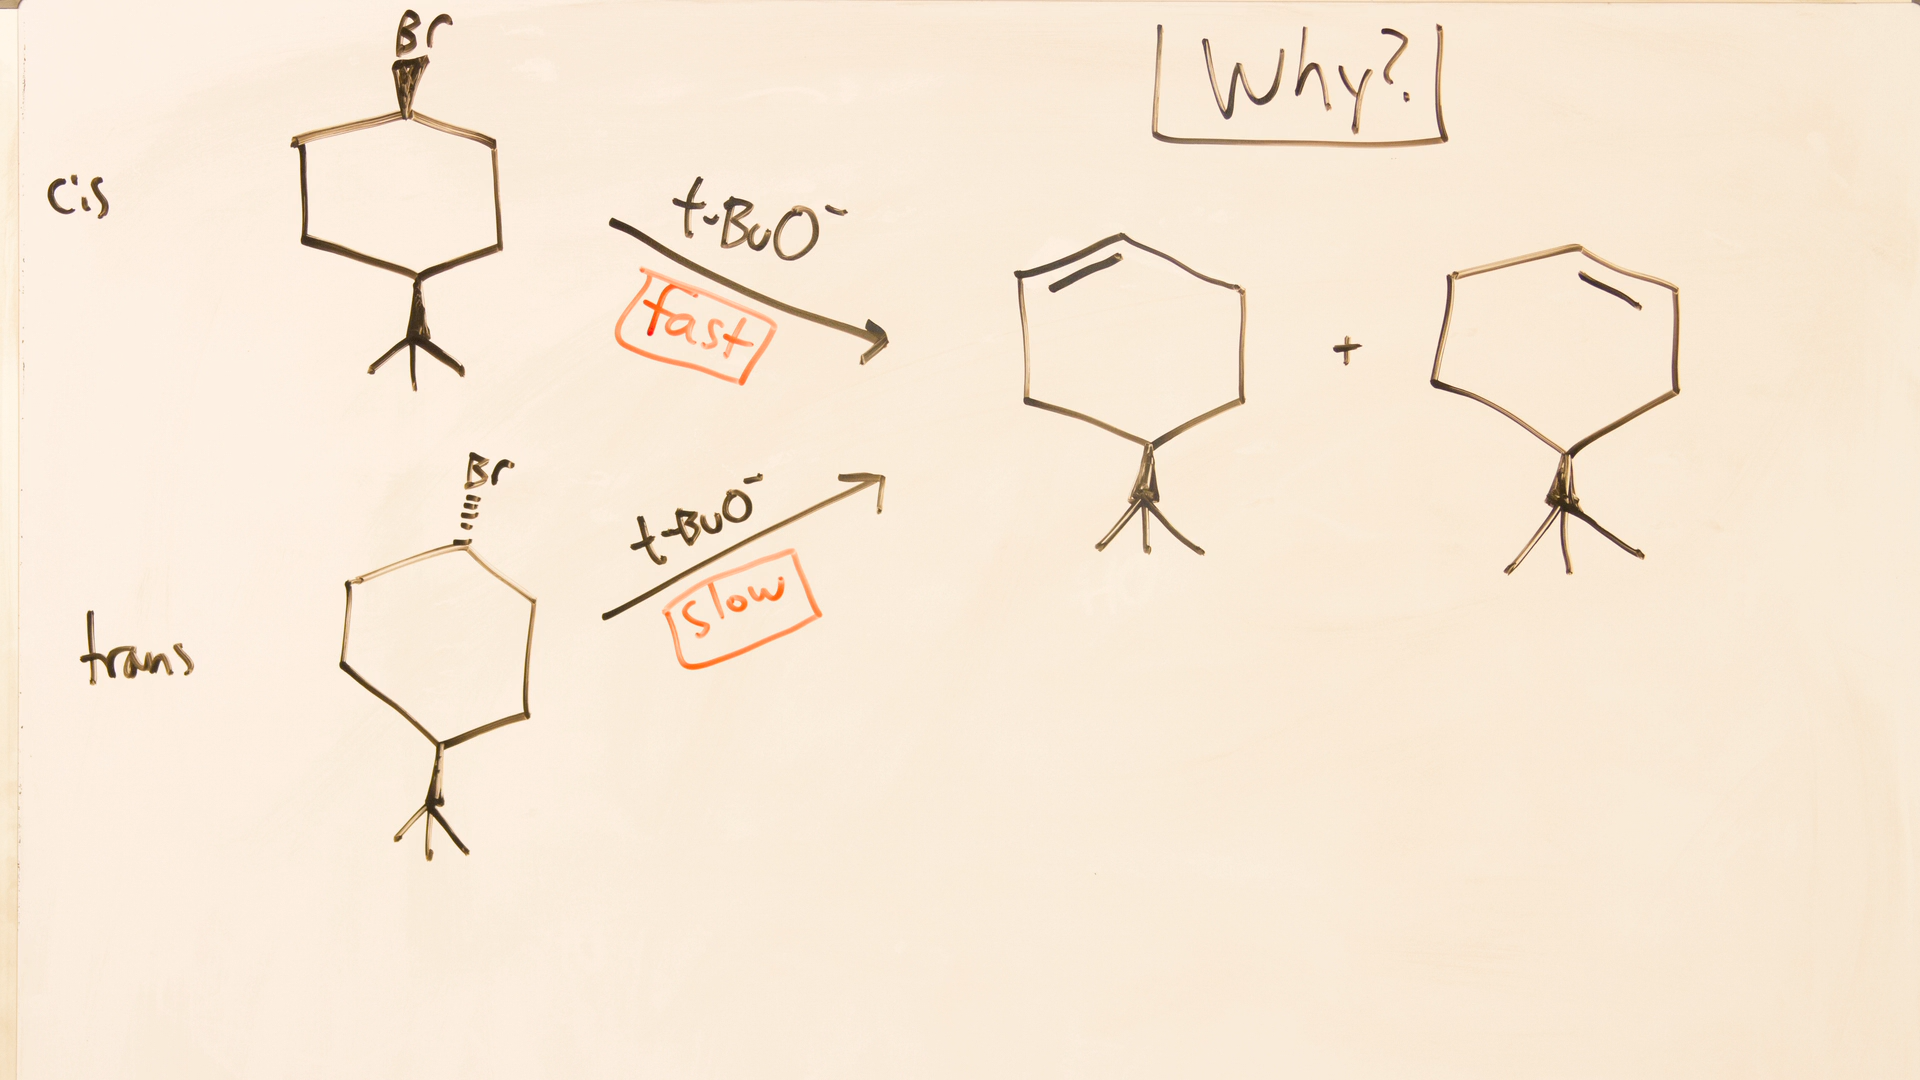 Br
Why?
cis
t-BuO⁻
fast
+
Br
t-BuO⁻
slow
trans